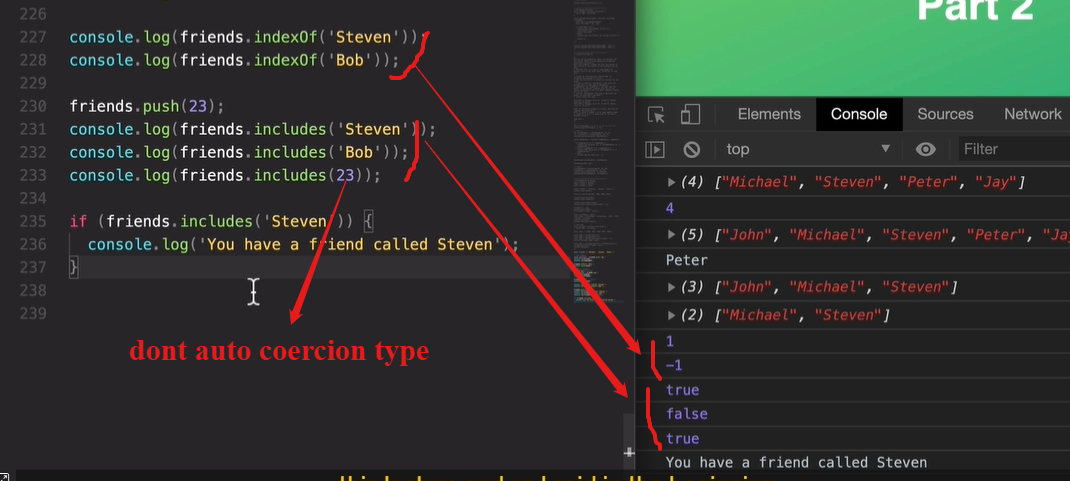 226
227 console.log(friends.indexOf('Steven'));
228 console.log(friends.indexOf('Bob'));
229
230 friends.push(23);
231 console.log(friends.includes('Steven'));
232 console.log(friends.includes('Bob'));
233 console.log(friends.includes(23));
234
235 if (friends.includes('Steven')) {
236 console.log('You have a friend called Steven');
237 }
238
239
dont auto coercion type
Part 2
Elements Console Sources Network
top Filter
(4) ["Michael", "Steven", "Peter", "Jay"]
4
(5) ["John", "Michael", "Steven", "Peter", "Ja
Peter
(3) ["John", "Michael", "Steven"]
(2) ["Michael", "Steven"]
1
-1
true
false
true
You have a friend called Steven